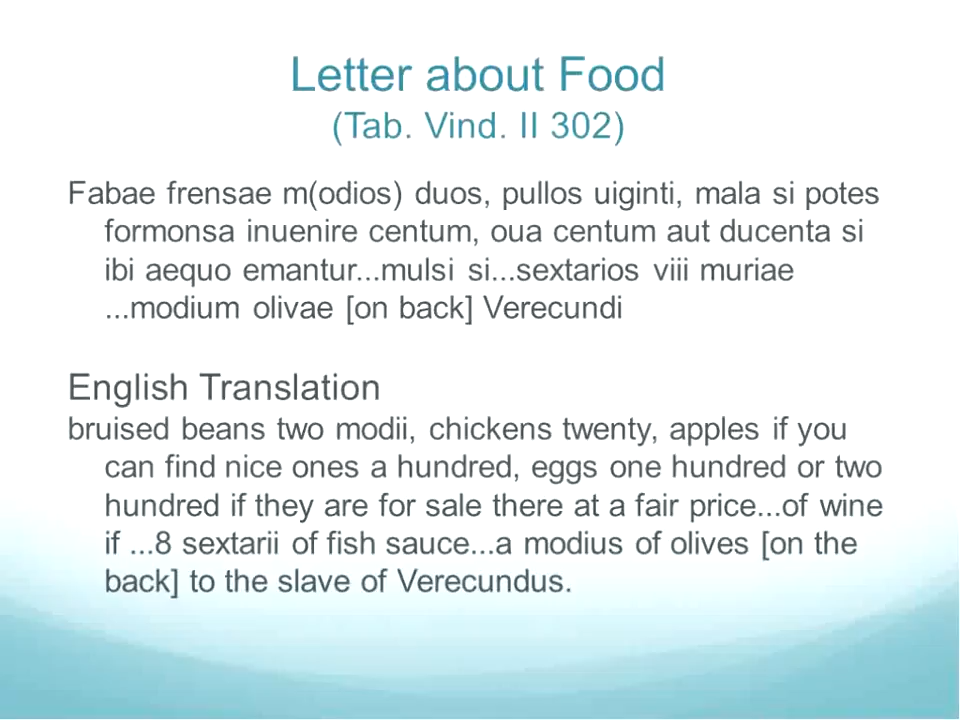 Letter about Food
(Tab. Vind. II 302)
Fabae frensae m(odios) duos, pullos uiginti, mala si potes
formonsa inuenire centum, oua centum aut ducenta si
ibi aequo emantur...mulsi si...sextarios viii muriae
...modium olivae [on back] Verecundi
English Translation
bruised beans two modii, chickens twenty, apples if you
can find nice ones a hundred, eggs one hundred or two
hundred if they are for sale there at a fair price...of wine
if ...8 sextarii of fish sauce...a modius of olives [on the
back] to the slave of Verecundus.